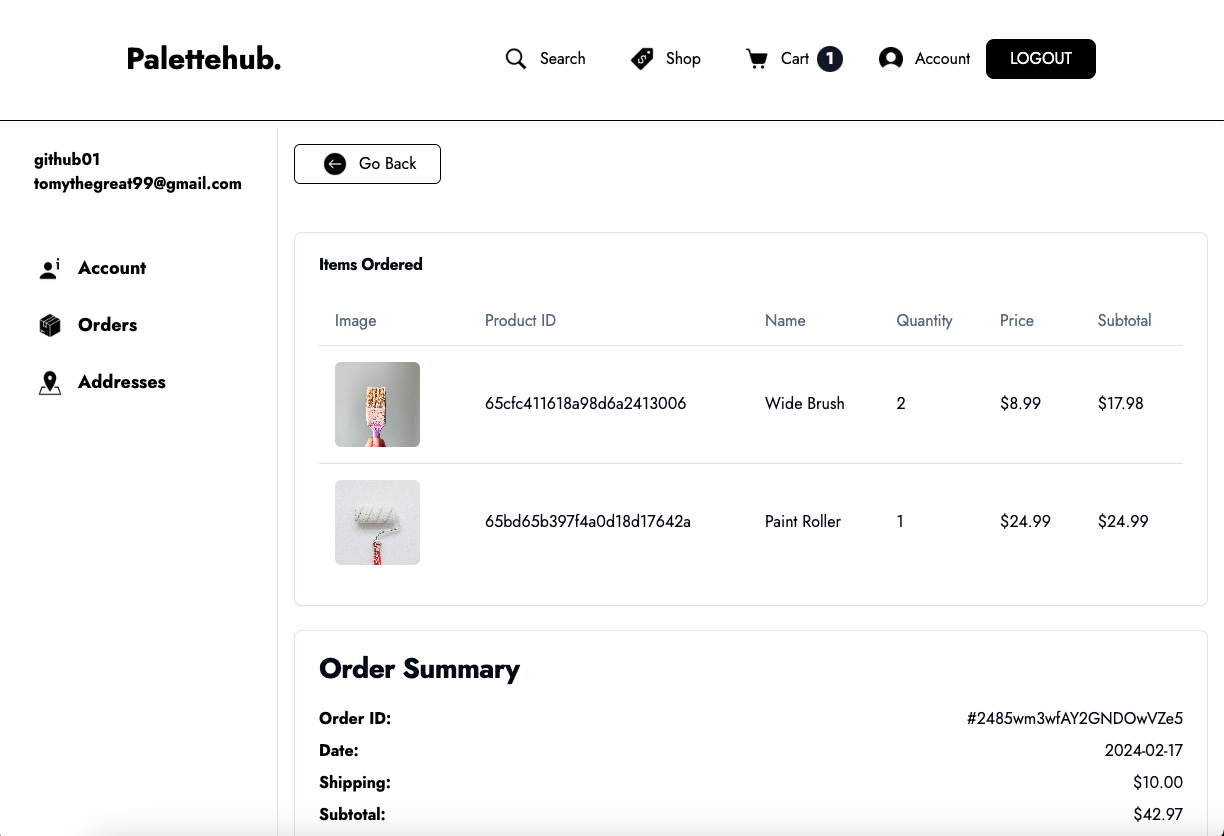 Palettehub.
Search
Shop
Cart 1
Account
LOGOUT
github01
tomythegreat99@gmail.com
Account
Orders
Addresses
Go Back
Items Ordered
Image Product ID Name Quantity Price Subtotal
65cfc411618a98d6a2413006 Wide Brush 2 $8.99 $17.98
65bd65b397f4a0d18d17642a Paint Roller 1 $24.99 $24.99
Order Summary
Order ID: #2485wm3wfAY2GNDOwVZe5
Date: 2024-02-17
Shipping: $10.00
Subtotal: $42.97